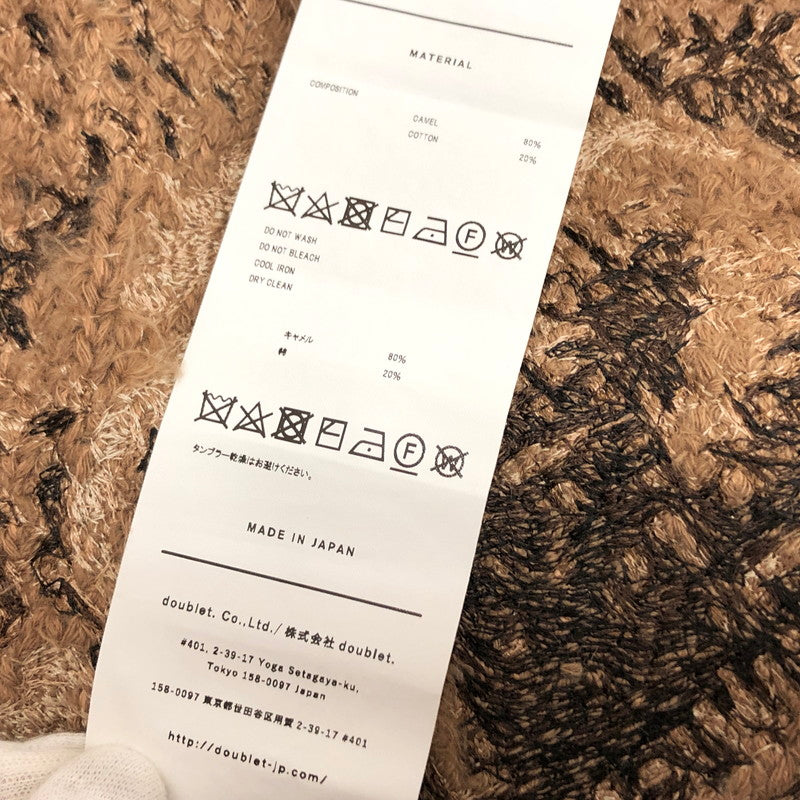 MATERIAL
COMPOSITION
CAMEL 80%
COTTON 20%
F W
DO NOT WASH
DO NOT BLEACH
COOL IRON
DRY CLEAN
キャメル 80%
綿 20%
F W
タンブラー乾燥はお避けください。
MADE IN JAPAN
doublet. Co.,Ltd./ 株式会社 doublet.
#401, 2-39-17 Yoga Setagaya-ku,
Tokyo 158-0097 Japan
158-0097 東京都世田谷区用賀 2-39-17 #401
http://doublet-jp.com/